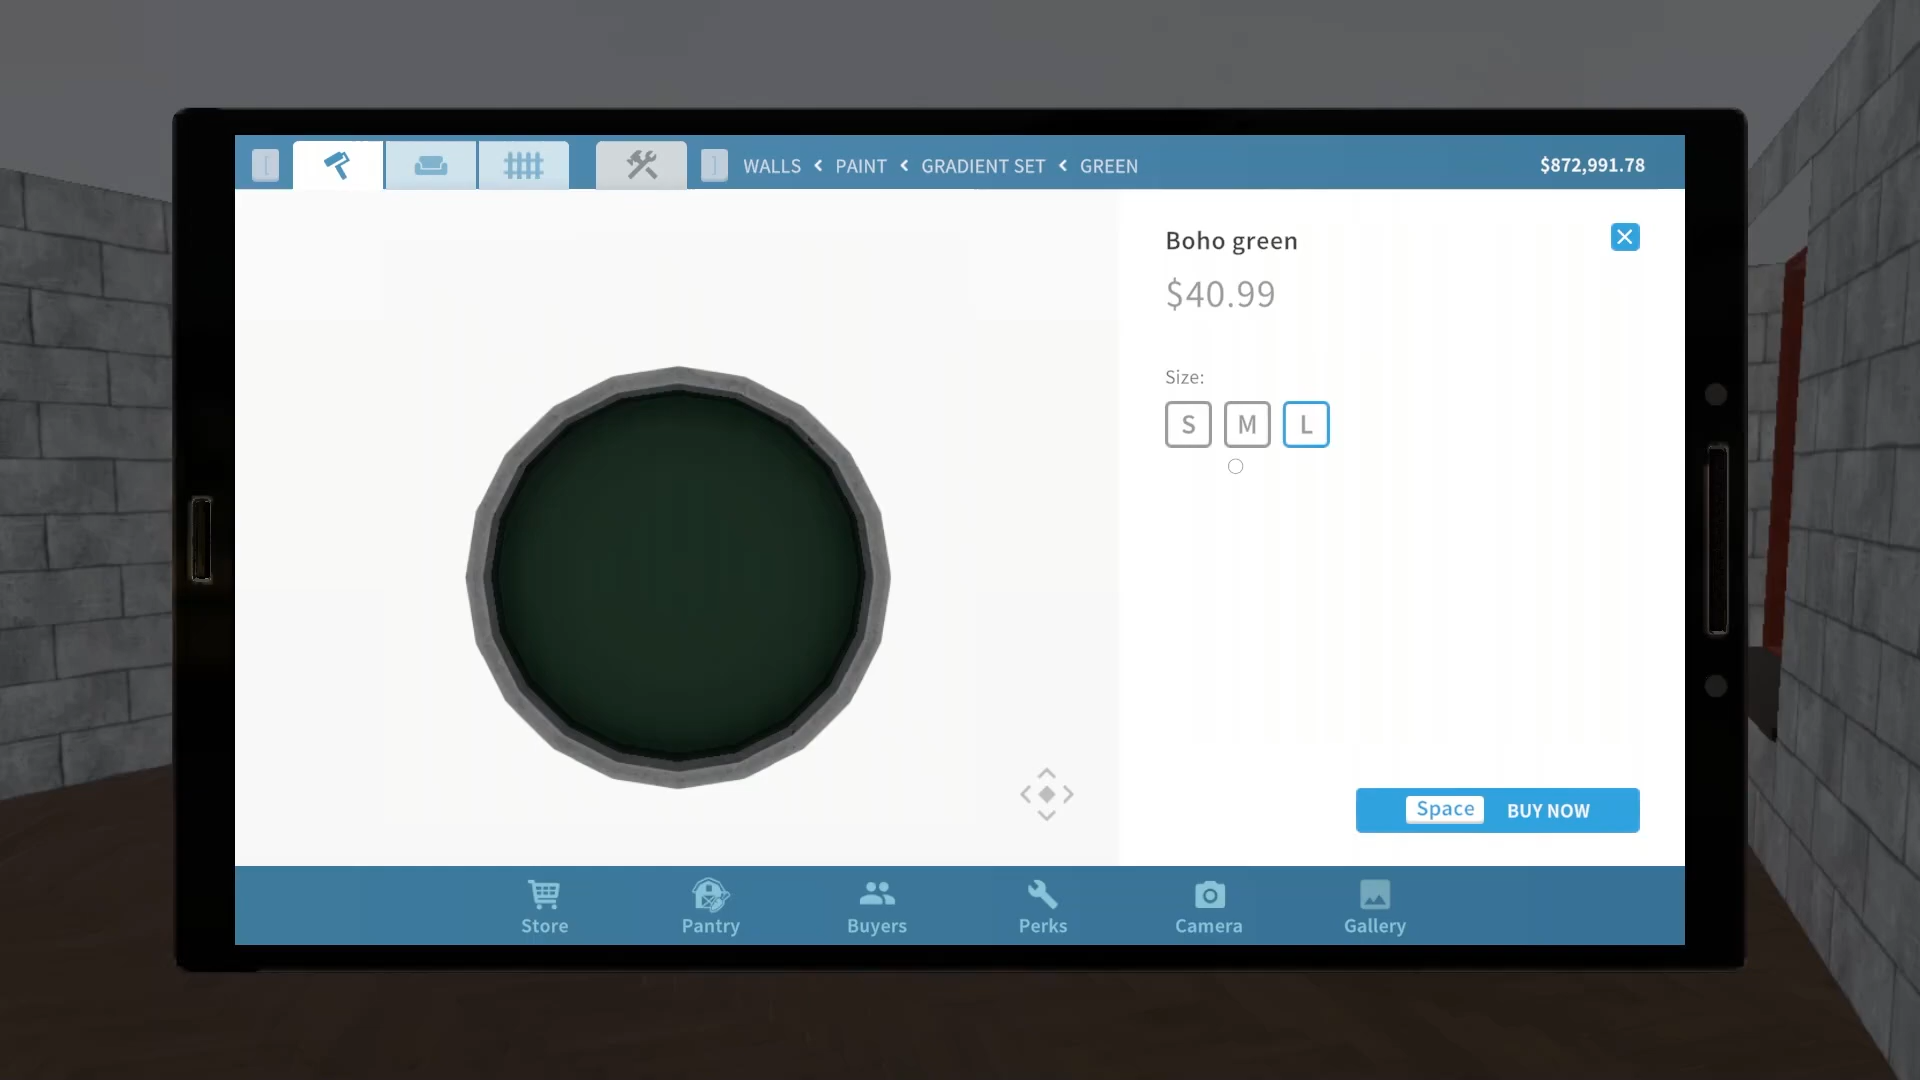 [
] WALLS < PAINT < GRADIENT SET < GREEN
$872,991.78
Boho green
$40.99
Size:
S M L
Space BUY NOW
Store Pantry Buyers Perks Camera Gallery